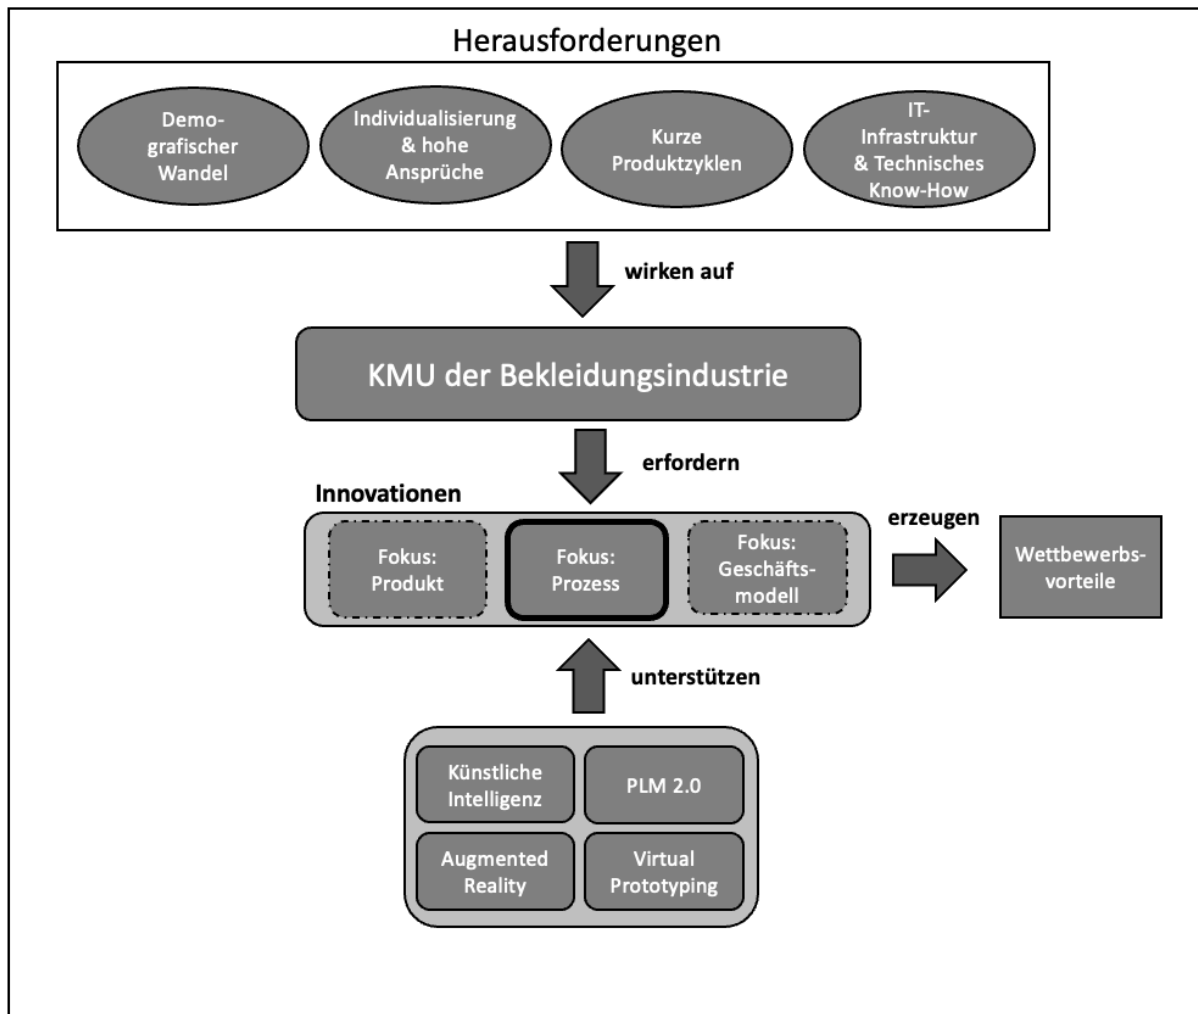 Herausforderungen
Demo-
grafischer
Wandel
Individualisierung
& hohe
Ansprüche
Kurze
Produktzyklen
IT-
Infrastruktur
& Technisches
Know-How
wirken auf
KMU der Bekleidungsindustrie
erfordern
Innovationen
Fokus:
Produkt
Fokus:
Prozess
Fokus:
Geschäfts-
modell
erzeugen
Wettbewerbs-
vorteile
unterstützen
Künstliche
Intelligenz
PLM 2.0
Augmented
Reality
Virtual
Prototyping